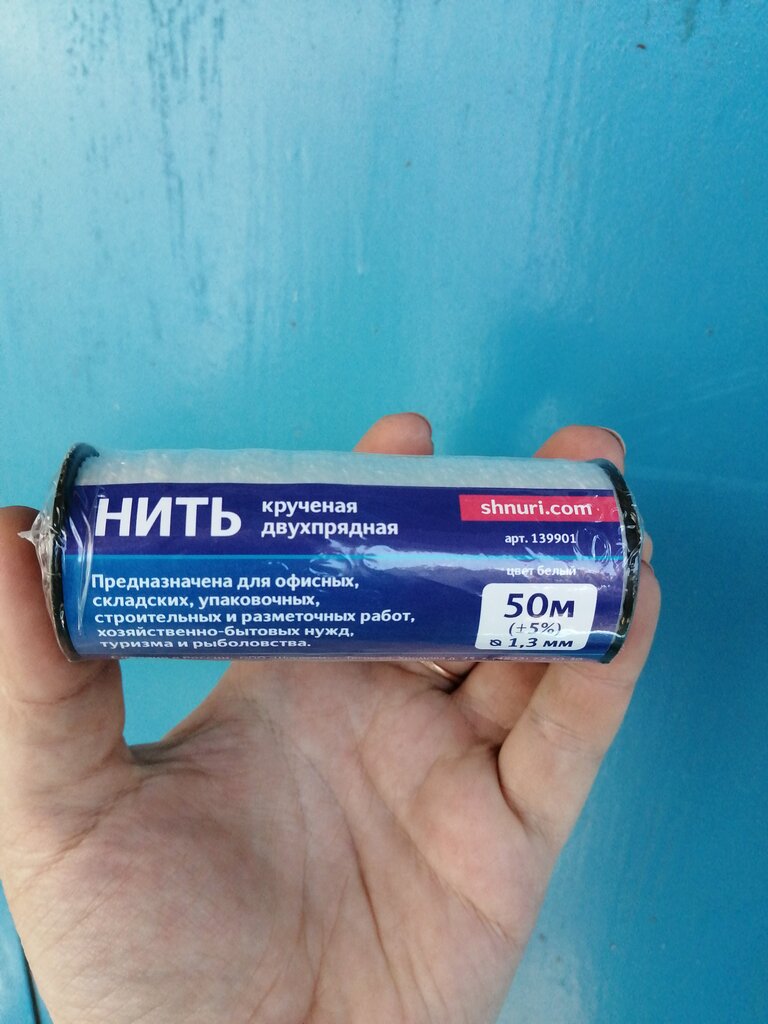 НИТЬ крученая
двухпрядная
shnuri.com
арт. 139901
цвет белый
Предназначена для офисных,
складских, упаковочных,
строительных и разметочных работ,
хозяйственно-бытовых нужд,
туризма и рыболовства.
50м
(±5%)
⌀ 1,3 мм